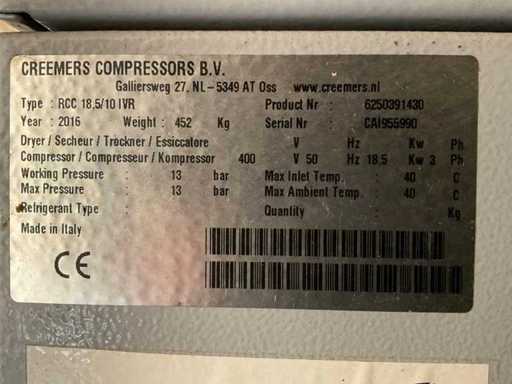 CREEMERS COMPRESSORS B.V.
Galliersweg 27, NL-5349 AT Oss www.creemers.nl
Type : RCC 18,5/10 IVR Product Nr : 6250391430
Year : 2016 Weight : 452 Kg Serial Nr : CAI955990
Dryer / Secheur / Tröckner / Essiccatore V Hz Kw Ph
Compressor / Compresseur / Kompressor 400 V 50 Hz 18.5 Kw 3 Ph
Working Pressure : 13 bar Max Inlet Temp. : 40 C
Max Pressure : 13 bar Max Ambient Temp. : 40 C
Refrigerant Type : Quantity : Kg
Made in Italy
CE